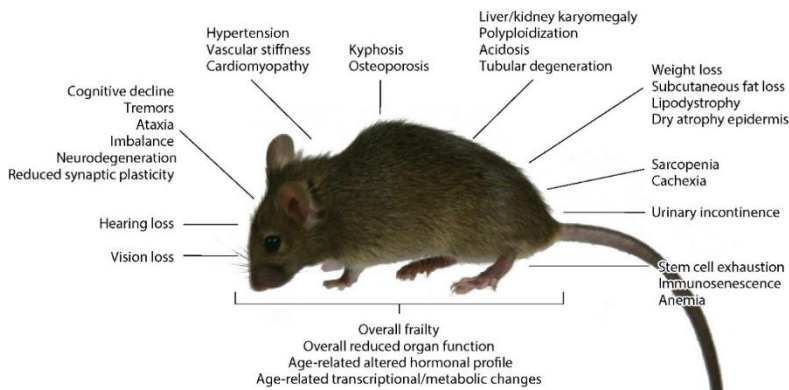 Hypertension
Vascular stiffness
Cardiomyopathy
Kyphosis
Osteoporosis
Liver/kidney karyomegaly
Polyploidization
Acidosis
Tubular degeneration
Weight loss
Subcutaneous fat loss
Lipodystrophy
Dry atrophy epidermis
Cognitive decline
Tremors
Ataxia
Imbalance
Neurodegeneration
Reduced synaptic plasticity
Sarcopenia
Cachexia
Hearing loss
Urinary incontinence
Vision loss
Stem cell exhaustion
Immunosenescence
Anemia
Overall frailty
Overall reduced organ function
Age-related altered hormonal profile
Age-related transcriptional/metabolic changes